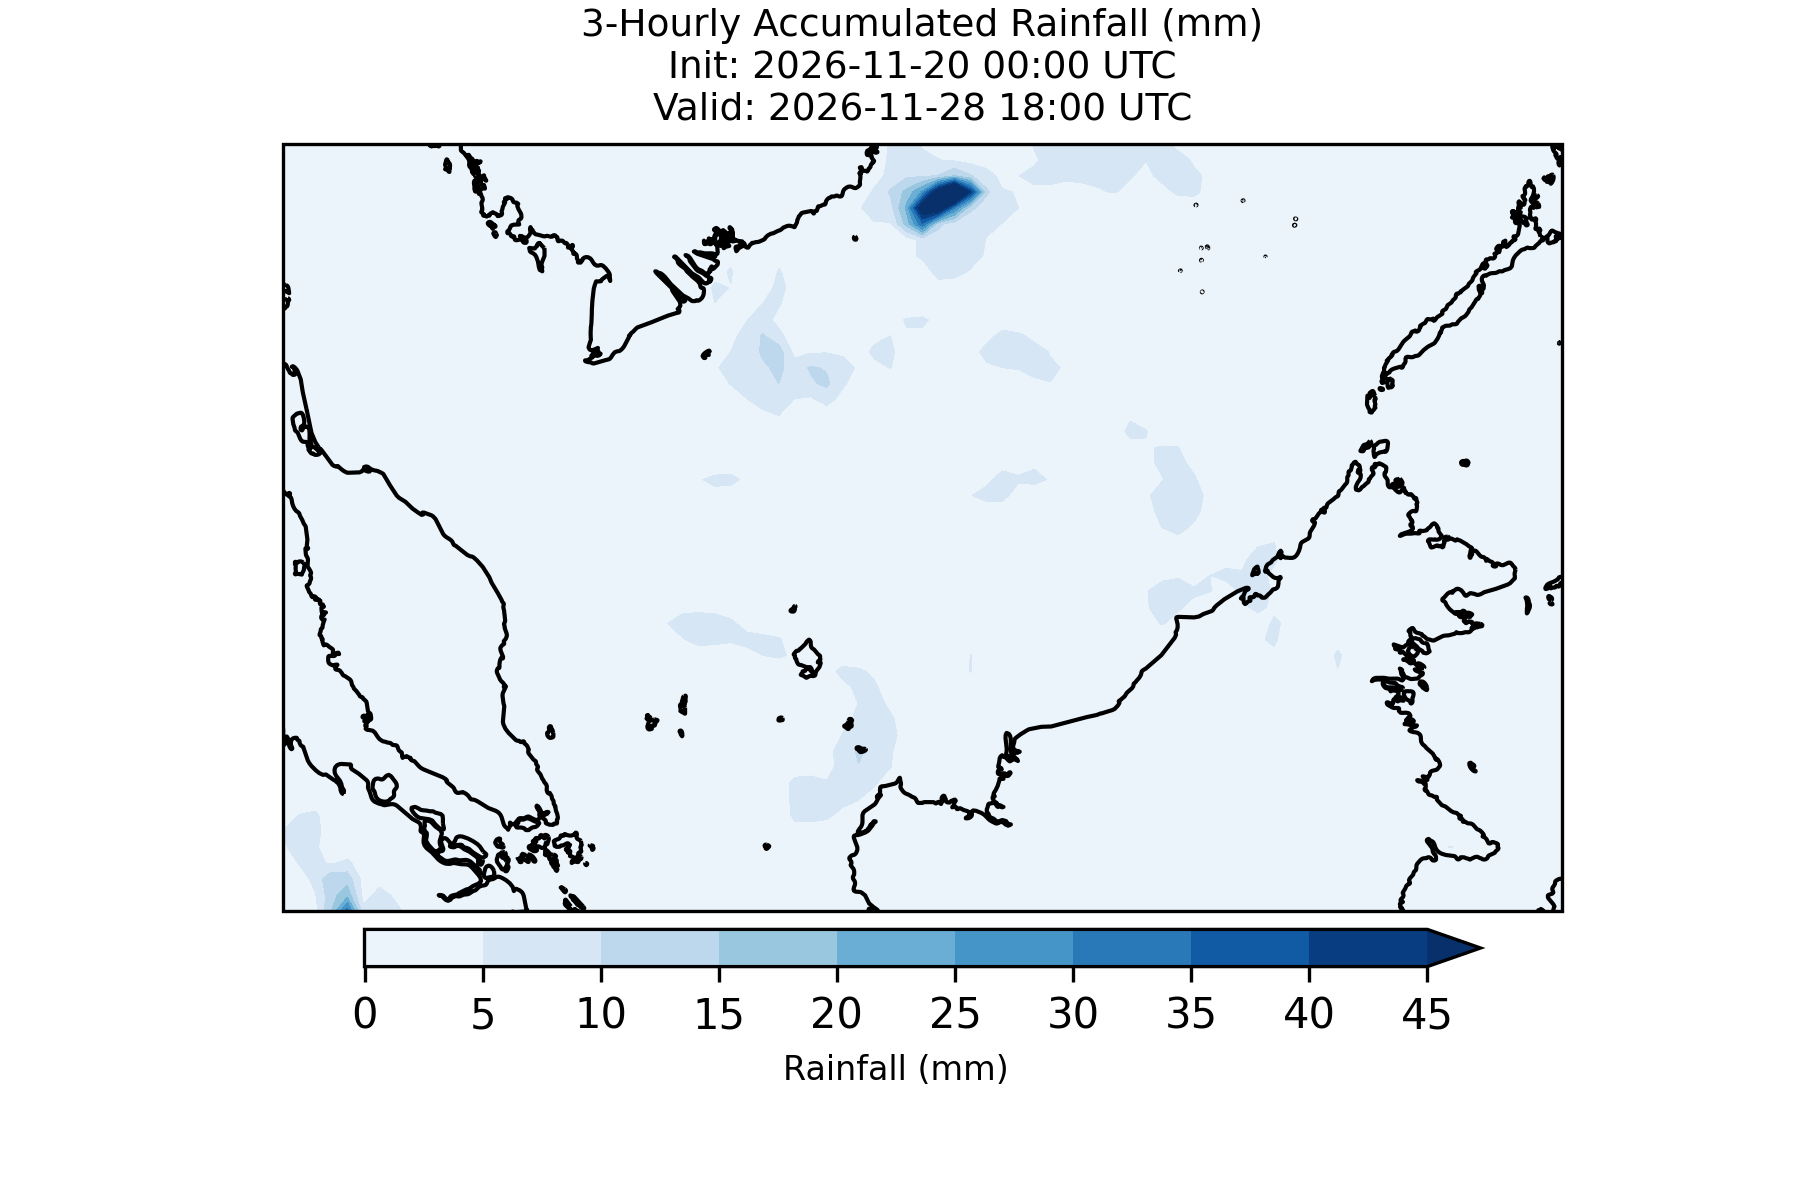 3-Hourly Accumulated Rainfall (mm)
Init: 2026-11-20 00:00 UTC
Valid: 2026-11-28 18:00 UTC
0 5 10 15 20 25 30 35 40 45
Rainfall (mm)